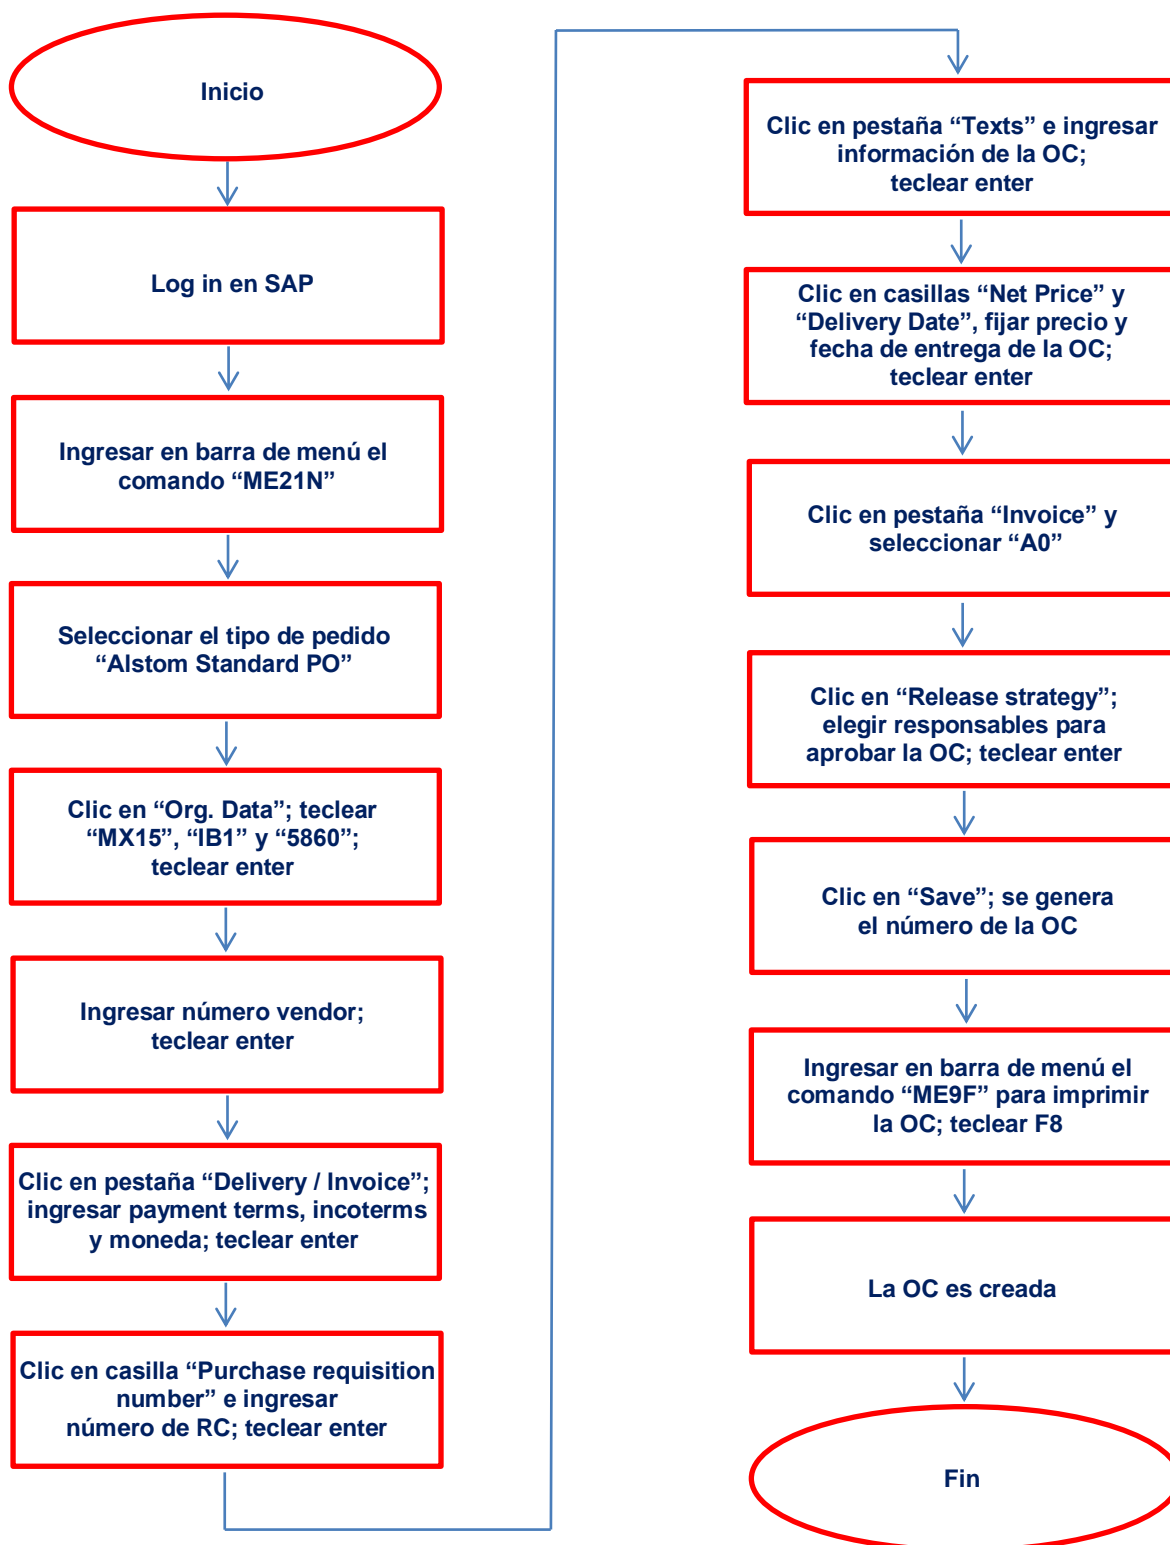 Inicio
Log in en SAP
Ingresar en barra de menú el
comando “ME21N”
Seleccionar el tipo de pedido
“Alstom Standard PO”
Clic en “Org. Data”; teclear
“MX15”, “IB1” y “5860”;
teclear enter
Ingresar número vendor;
teclear enter
Clic en pestaña “Delivery / Invoice”;
ingresar payment terms, incoterms
y moneda; teclear enter
Clic en casilla “Purchase requisition
number” e ingresar
número de RC; teclear enter
Clic en pestaña “Texts” e ingresar
información de la OC;
teclear enter
Clic en casillas “Net Price” y
“Delivery Date”, fijar precio y
fecha de entrega de la OC;
teclear enter
Clic en pestaña “Invoice” y
seleccionar “A0”
Clic en “Release strategy”;
elegir responsables para
aprobar la OC; teclear enter
Clic en “Save”; se genera
el número de la OC
Ingresar en barra de menú el
comando “ME9F” para imprimir
la OC; teclear F8
La OC es creada
Fin